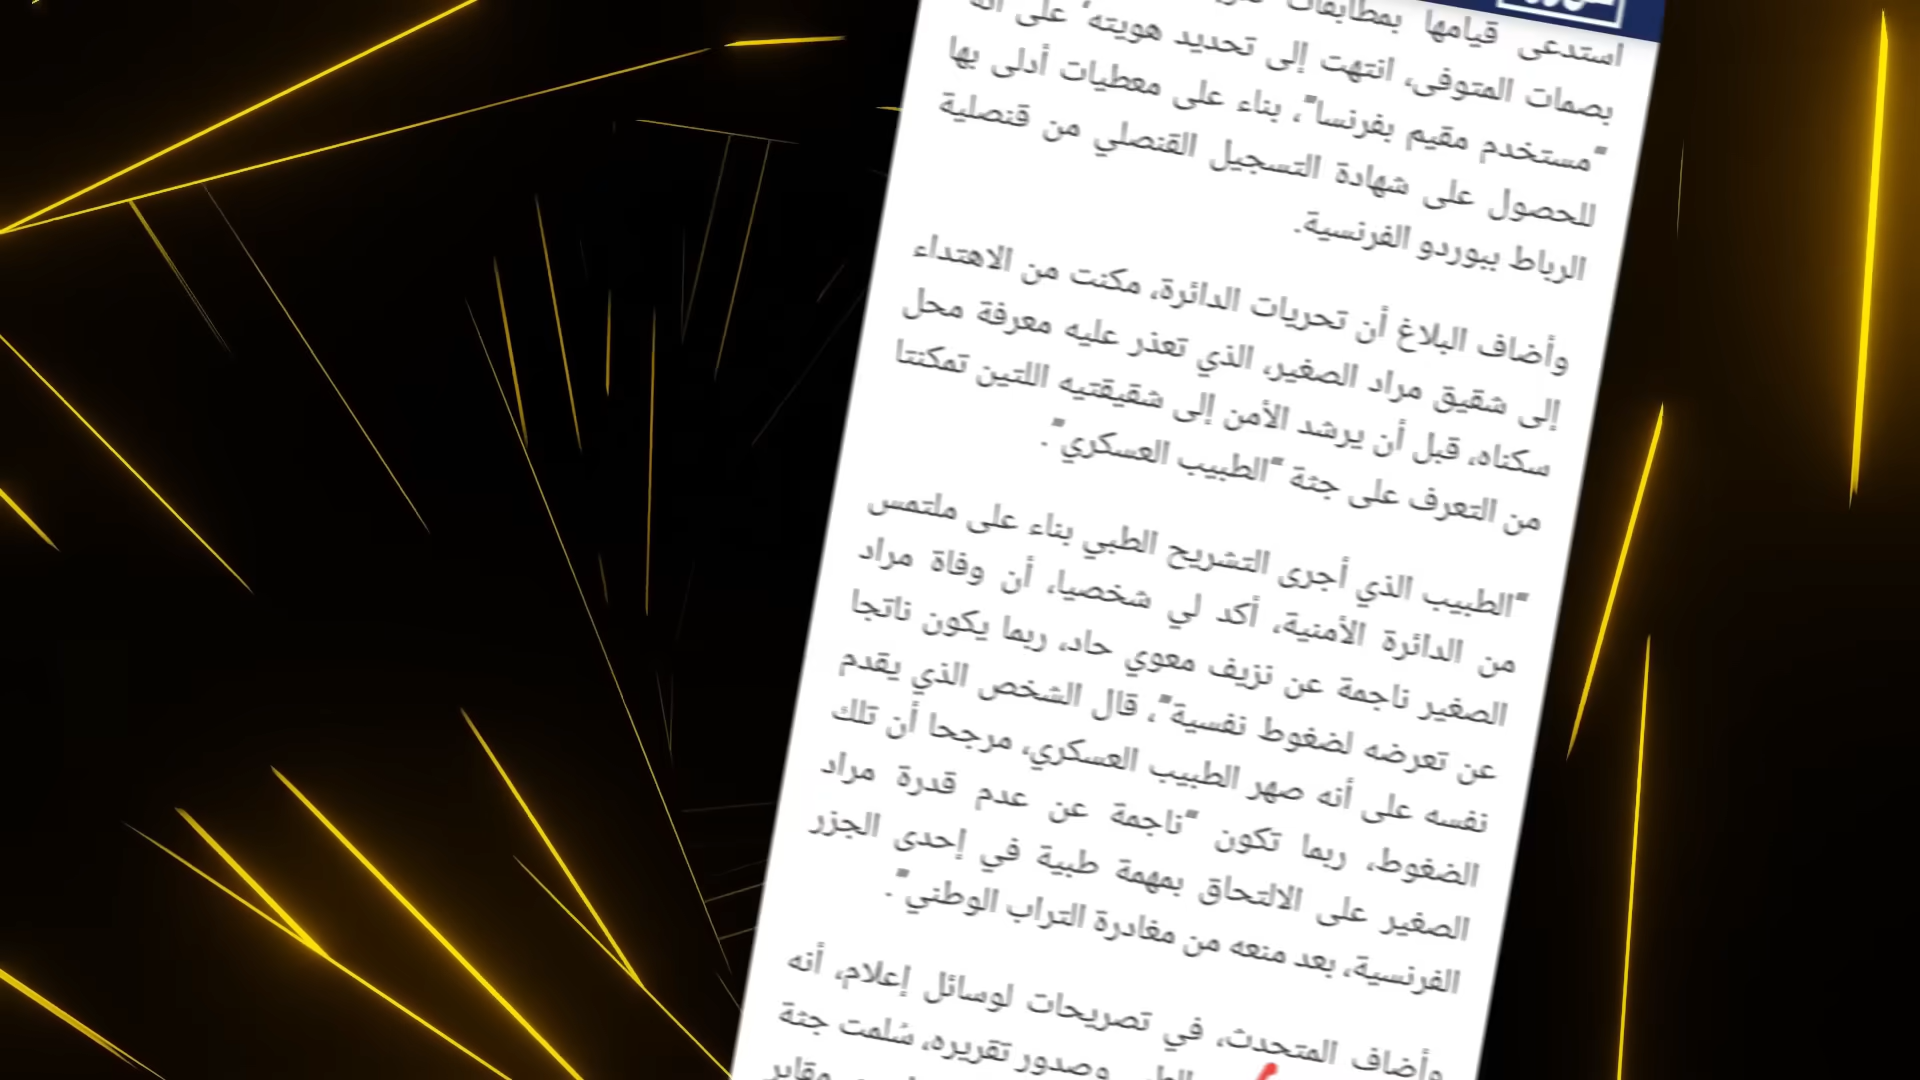 استدعى قيامها بمطابقات
بصمات المتوفى، انتهت إلى تحديد هويته، على أنه
“مستخدم مقيم بفرنسا”، بناء على معطيات أدلى بها
للحصول على شهادة التسجيل القنصلي من قنصلية
الرباط ببوردو الفرنسية.
وأضاف البلاغ أن تحريات الدائرة، مكنت من الاهتداء
إلى شقيق مراد الصغير، الذي تعذر عليه معرفة محل
سكناه، قبل أن يرشد الأمن إلى شقيقتيه اللتين تمكنتا
من التعرف على جثة “الطبيب العسكري”.
“الطبيب الذي أجرى التشريح الطبي بناء على ملتمس
من الدائرة الأمنية، أكد لي شخصيا، أن وفاة مراد
الصغير ناجمة عن نزيف معوي حاد، ربما يكون ناتجا
عن تعرضه لضغوط نفسية”، قال الشخص الذي يقدم
نفسه على أنه صهر الطبيب العسكري، مرجحا أن تلك
الضغوط، ربما تكون “ناجمة عن عدم قدرة مراد
الصغير على الالتحاق بمهمة طبية في إحدى الجزر
الفرنسية، بعد منعه من مغادرة التراب الوطني”.
وأضاف المتحدث، في تصريحات لوسائل إعلام، أنه
وصدور تقريره، سُلمت جثة